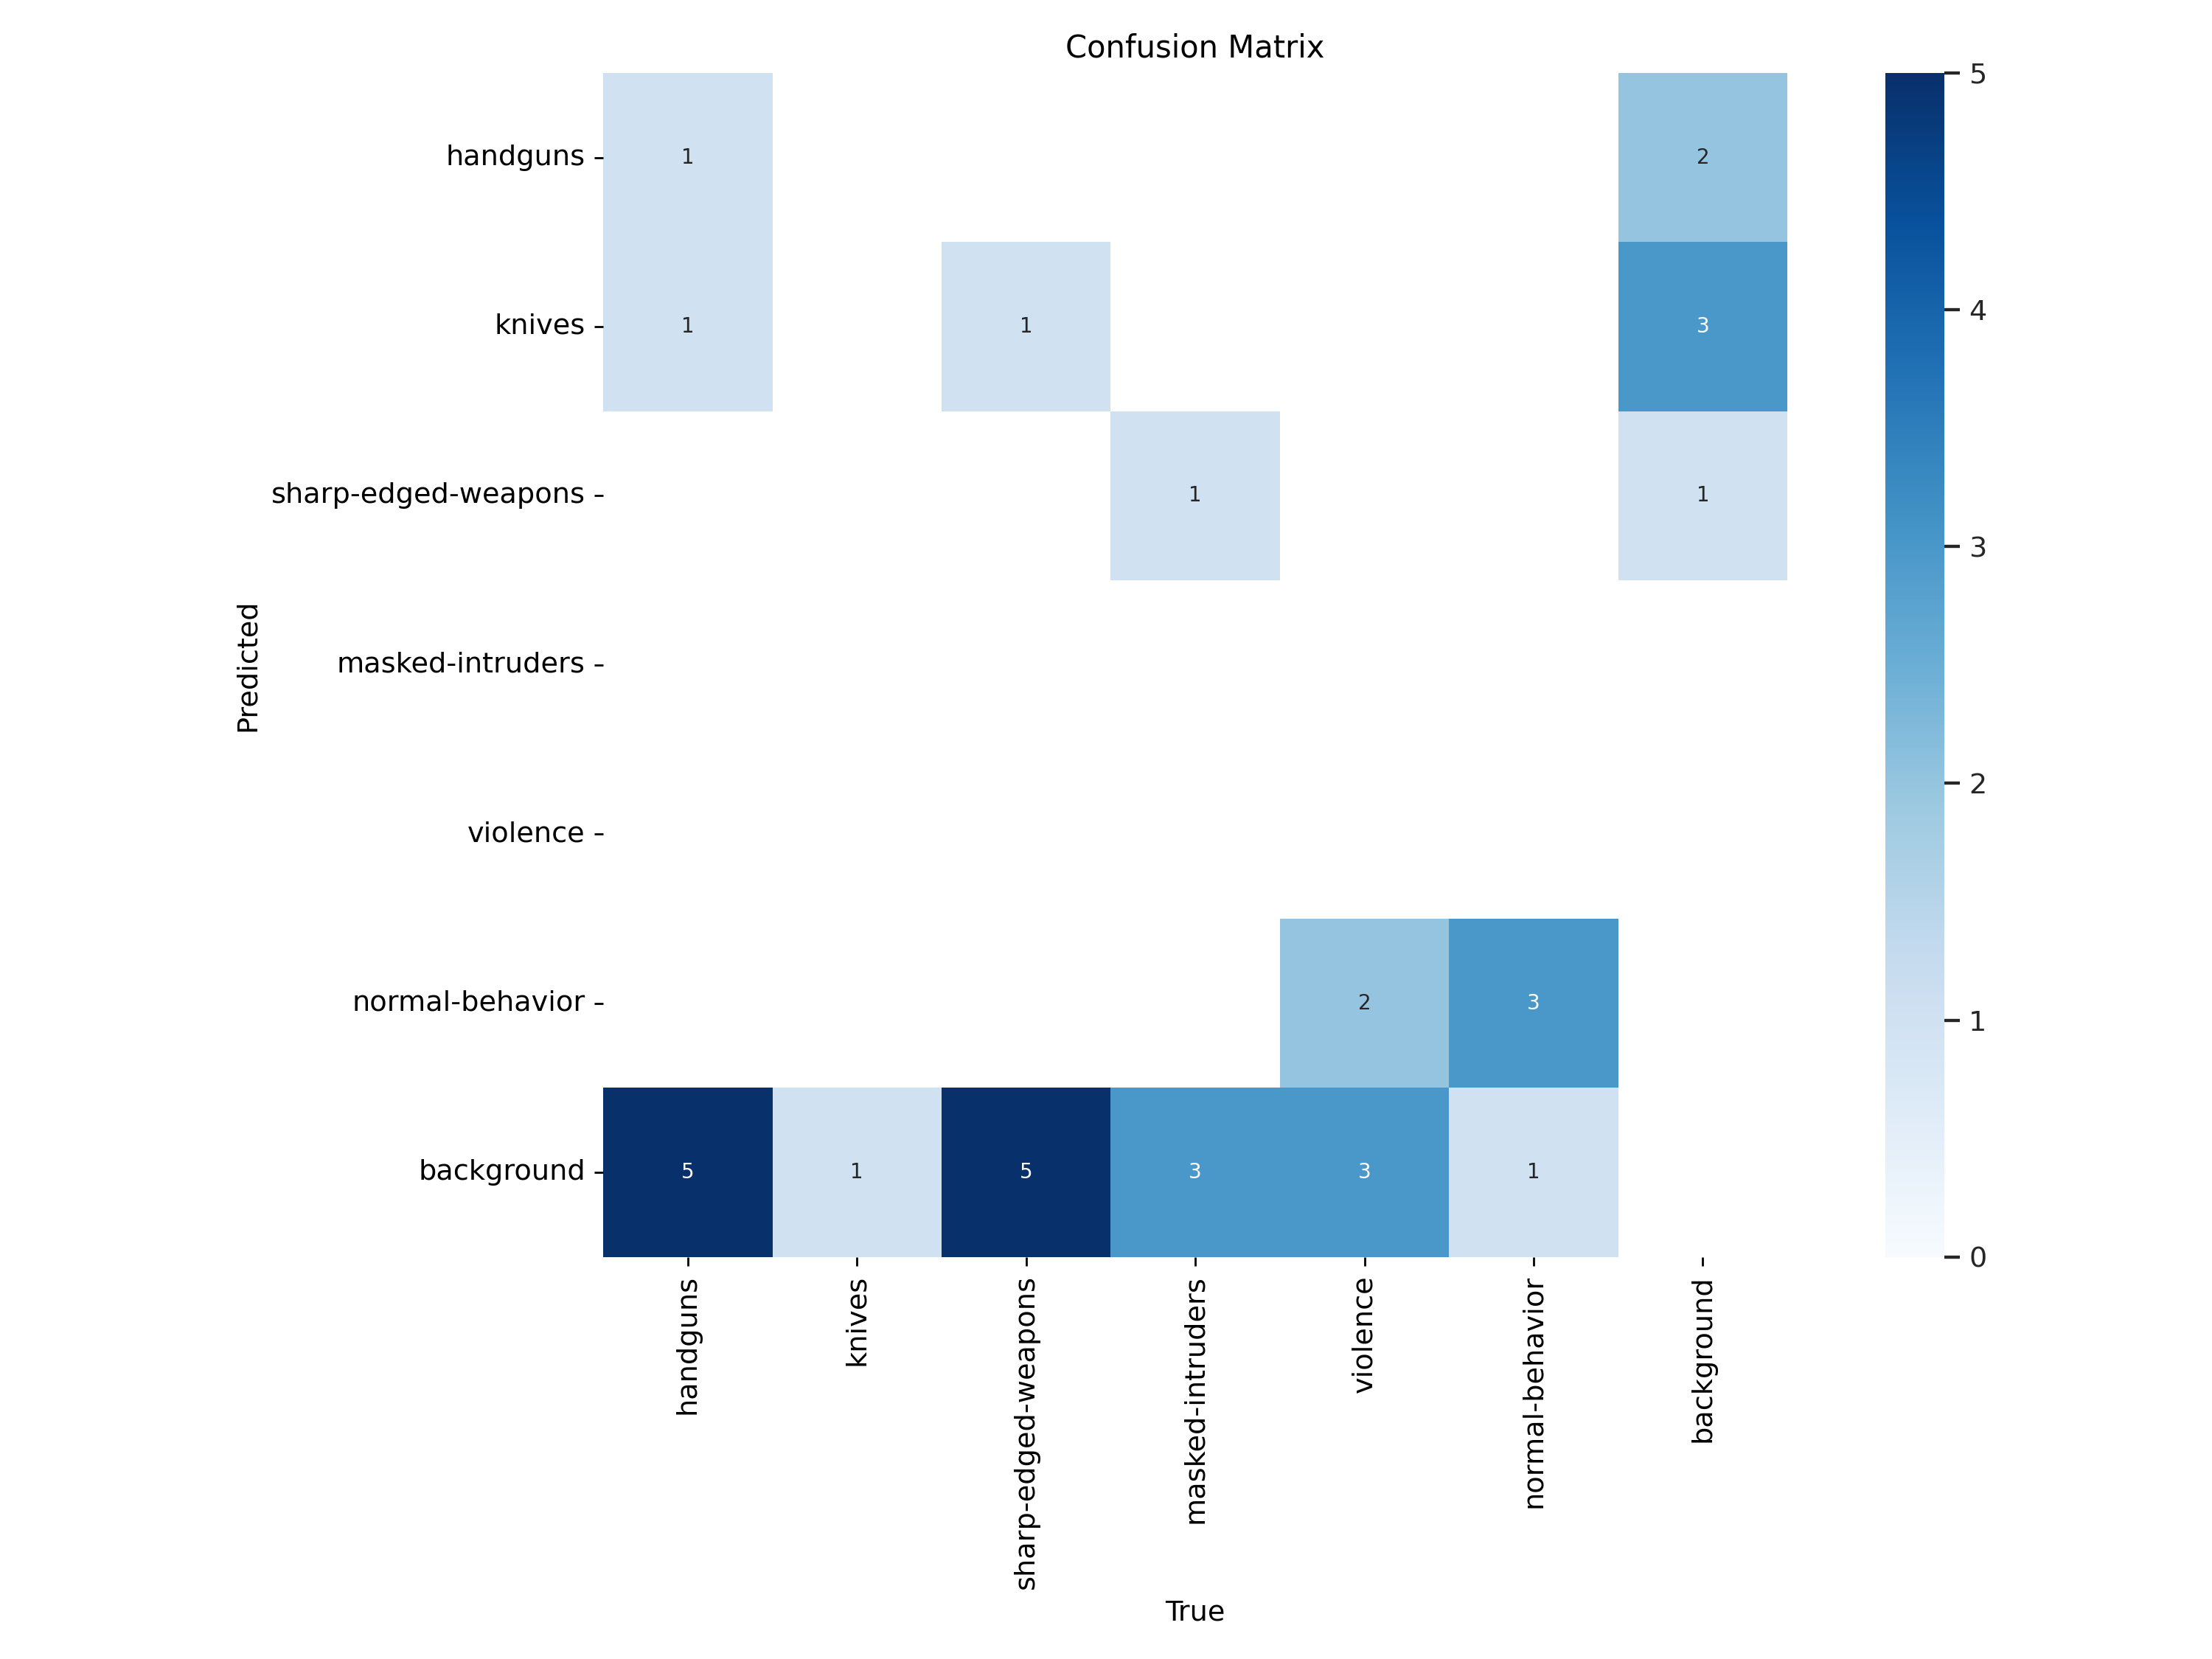 Confusion Matrix
handguns
1
2
5
knives
1
1
3
4
sharp-edged-weapons
1
1
3
masked-intruders
violence
2
normal-behavior
2
3
1
background
5
1
5
3
3
1
0
Predicted
handguns
knives
sharp-edged-weapons
masked-intruders
violence
normal-behavior
background
True